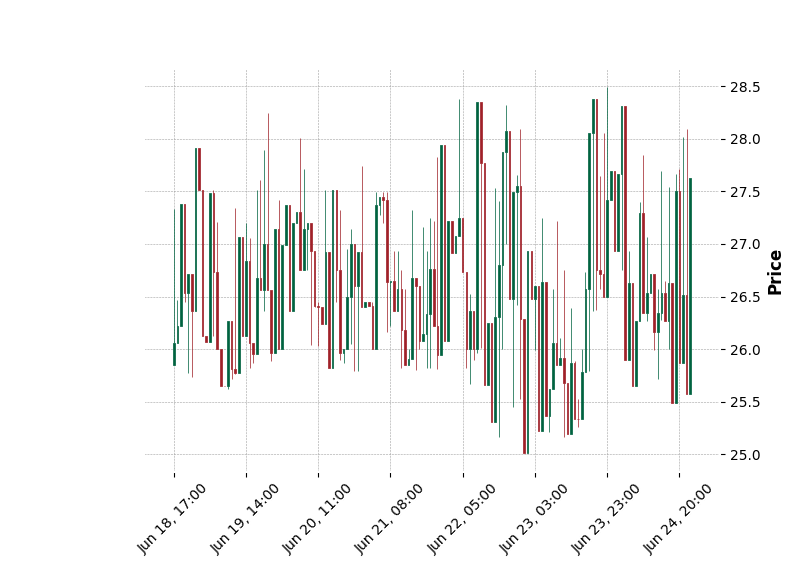 28.5
28.0
27.5
27.0
26.5
26.0
25.5
25.0
Price
Jun 18, 17:00
Jun 19, 14:00
Jun 20, 11:00
Jun 21, 08:00
Jun 22, 05:00
Jun 23, 03:00
Jun 23, 23:00
Jun 24, 20:00